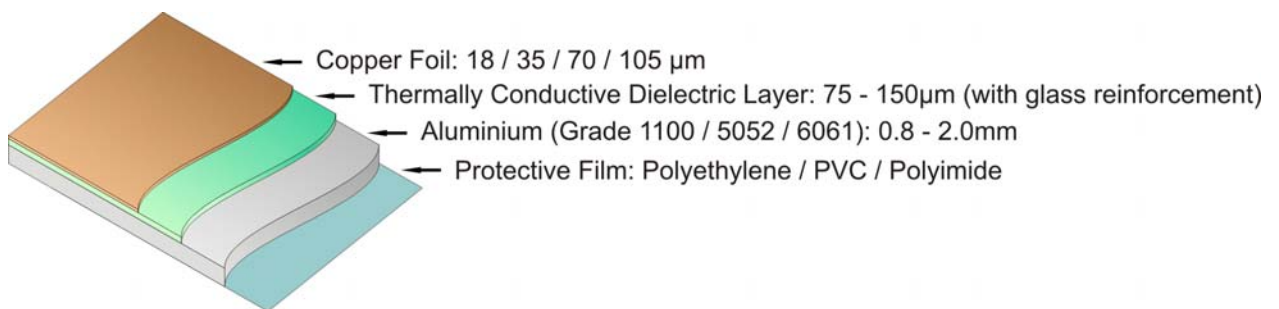 Copper Foil: 18 / 35 / 70 / 105 µm
Thermally Conductive Dielectric Layer: 75 - 150µm (with glass reinforcement)
Aluminium (Grade 1100 / 5052 / 6061): 0.8 - 2.0mm
Protective Film: Polyethylene / PVC / Polyimide